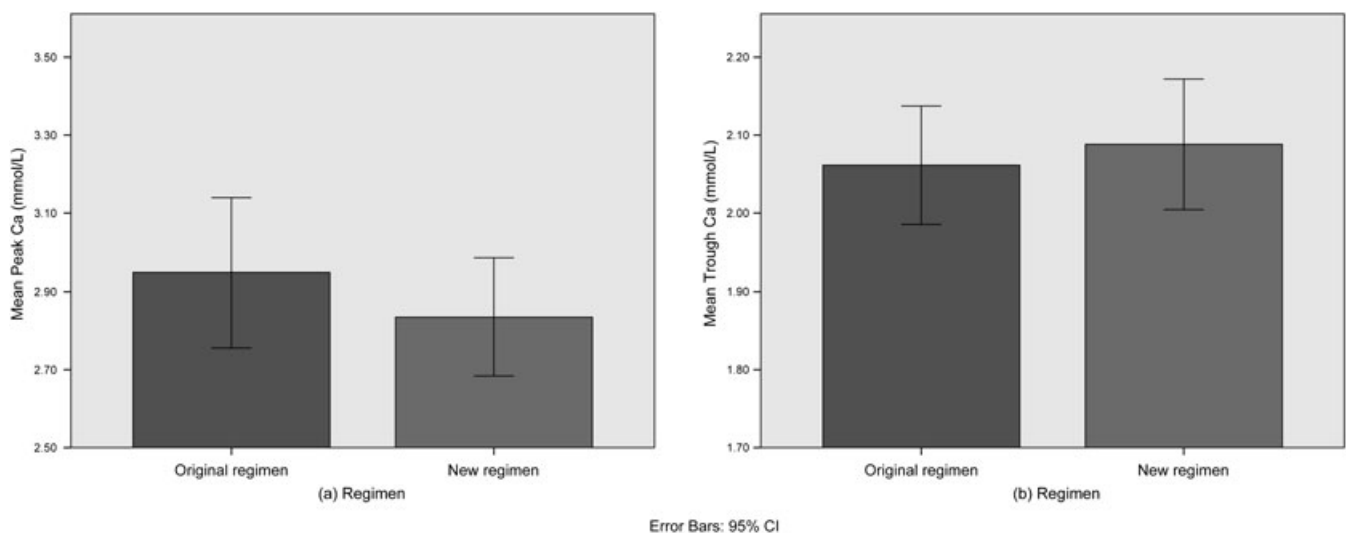 Mean Peak Ca (mmol/L)
3.50
3.30
3.10
2.90
2.70
2.50
Original regimen
New regimen
(a) Regimen
Mean Trough Ca (mmol/L)
2.20
2.10
2.00
1.90
1.80
1.70
Original regimen
New regimen
(b) Regimen
Error Bars: 95% CI